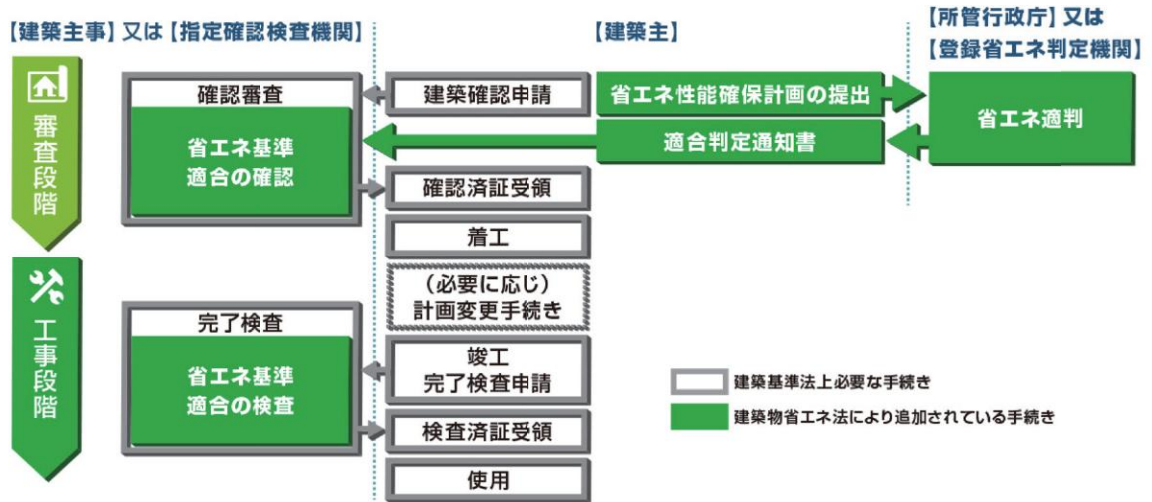 【建築主事】又は【指定確認検査機関】
【建築主】
【所管行政庁】又は
【登録省エネ判定機関】
審査段階
確認審査
省エネ基準
適合の確認
建築確認申請
省エネ性能確保計画の提出
省エネ適判
適合判定通知書
確認済証受領
着工
(必要に応じ)
計画変更手続き
工事段階
完了検査
省エネ基準
適合の検査
竣工
完了検査申請
検査済証受領
使用
建築基準法上必要な手続き
建築物省エネ法により追加されている手続き